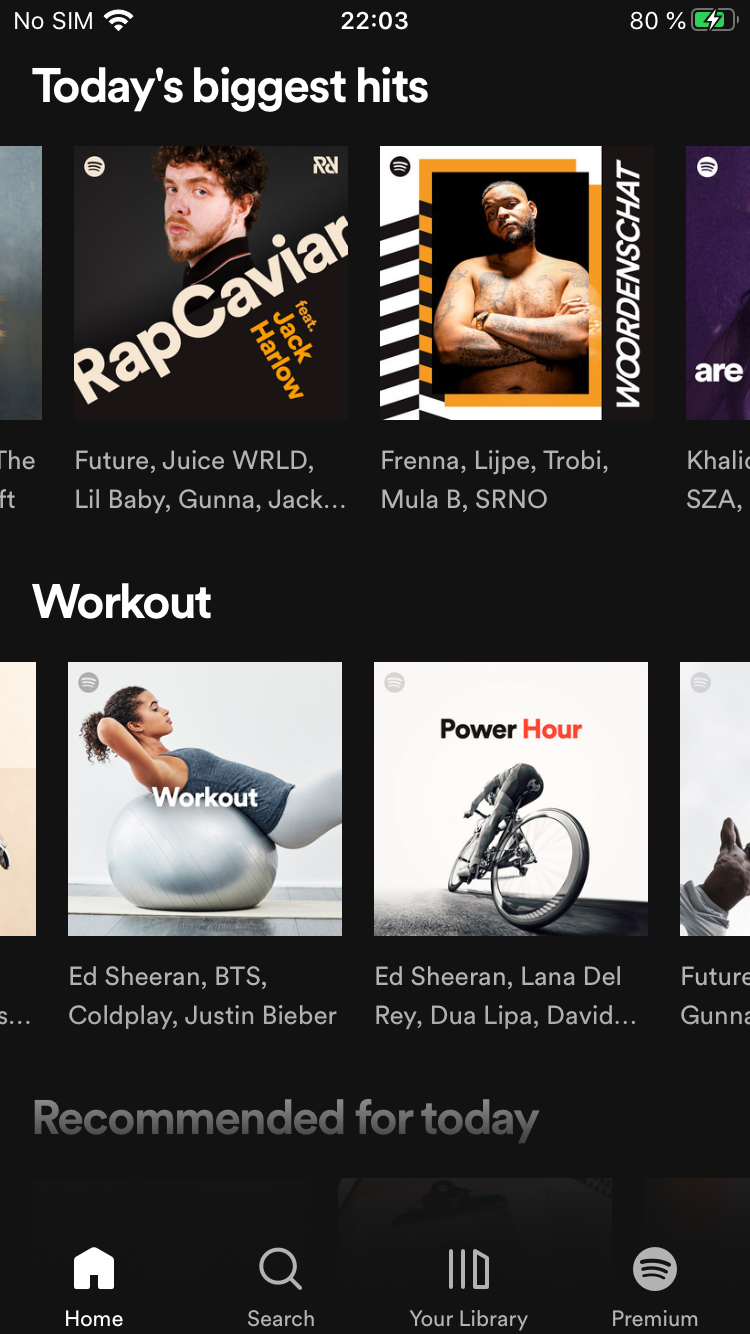 No SIM 22:03 80 %
Today's biggest hits
RapCaviar
feat.
Jack
Harlow
WOORDENSCHAT
are
The
ft
Future, Juice WRLD,
Lil Baby, Gunna, Jack...
Frenna, Lijpe, Trobi,
Mula B, SRNO
Khalid
SZA,
Workout
Workout
Power Hour
s...
Ed Sheeran, BTS,
Coldplay, Justin Bieber
Ed Sheeran, Lana Del
Rey, Dua Lipa, David...
Future
Gunna
Recommended for today
Home
Search
Your Library
Premium